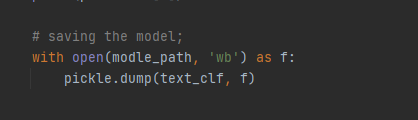 # saving the model;
with open(modle_path, 'wb') as f:
    pickle.dump(text_clf, f)